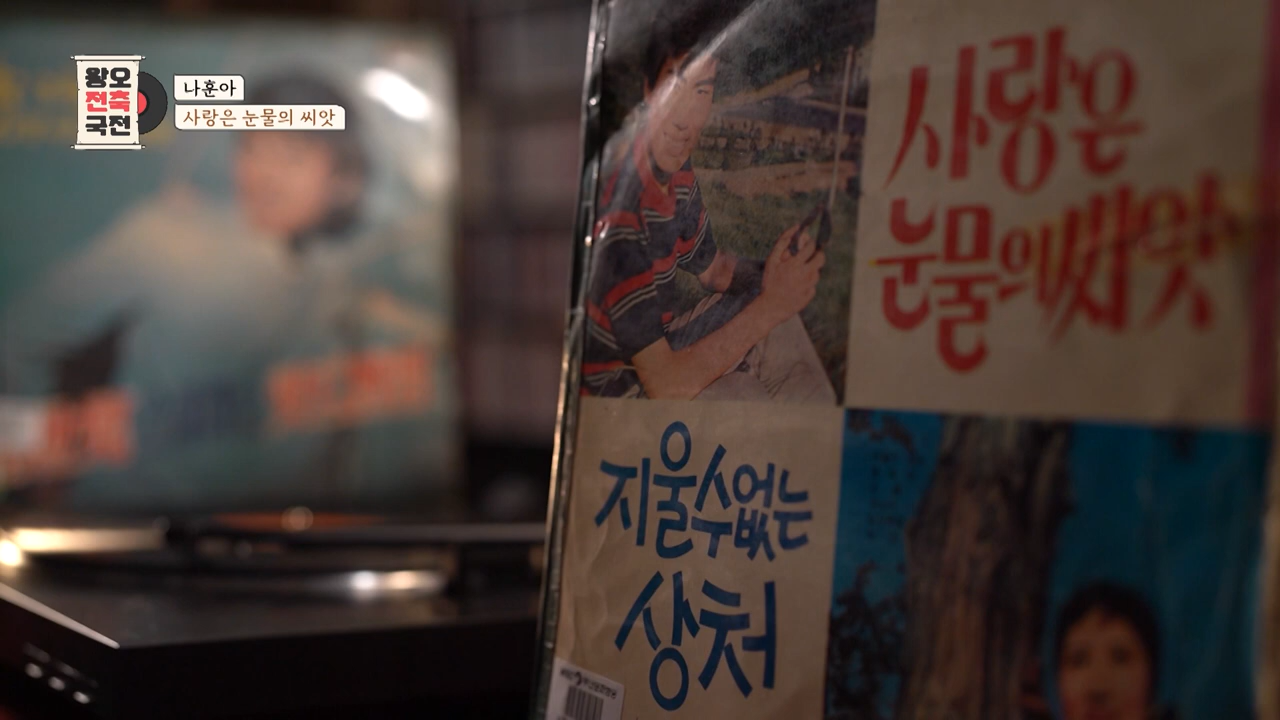 왕오
전축
국전
나훈아
사랑은 눈물의 씨앗
사랑은
눈물의 씨앗
지울수없는
상처